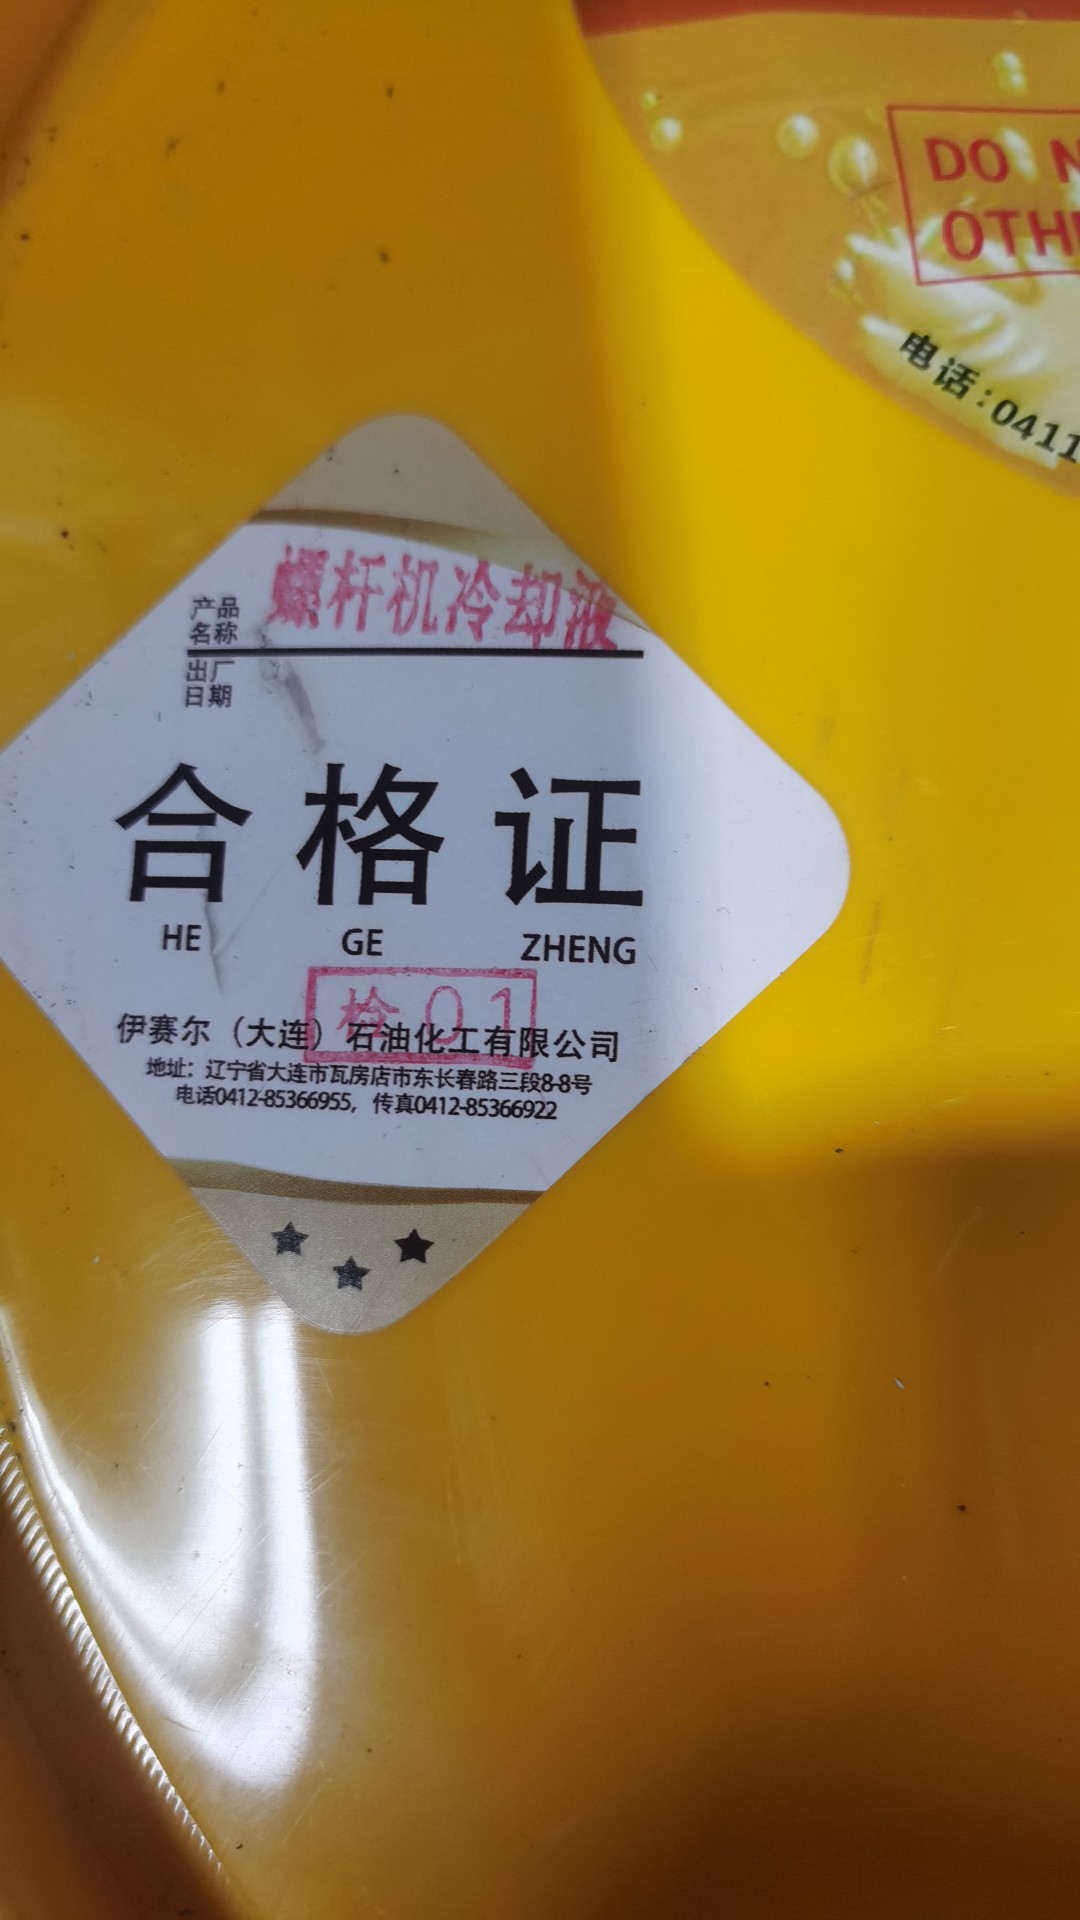 DO N
OTH
电话:0411
产品
名称
螺杆机冷却液
出厂
日期
合格证
HE GE ZHENG
检01
伊赛尔（大连）石油化工有限公司
地址：辽宁省大连市瓦房店市东长春路三段8-8号
电话0412-85366955，传真0412-85366922